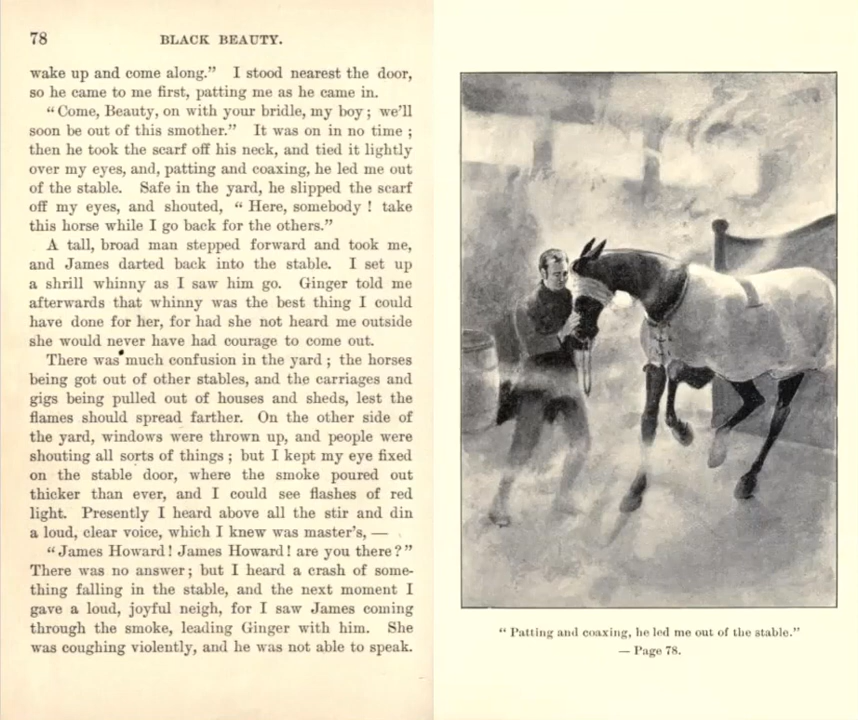 78
BLACK BEAUTY.
wake up and come along.” I stood nearest the door,
so he came to me first, patting me as he came in.
“Come, Beauty, on with your bridle, my boy; we’ll
soon be out of this smother.” It was on in no time;
then he took the scarf off his neck, and tied it lightly
over my eyes, and, patting and coaxing, he led me out
of the stable. Safe in the yard, he slipped the scarf
off my eyes, and shouted, “Here, somebody! take
this horse while I go back for the others.”
A tall, broad man stepped forward and took me,
and James darted back into the stable. I set up
a shrill whinny as I saw him go. Ginger told me
afterwards that whinny was the best thing I could
have done for her, for had she not heard me outside
she would never have had courage to come out.
There was much confusion in the yard; the horses
being got out of other stables, and the carriages and
gigs being pulled out of houses and sheds, lest the
flames should spread farther. On the other side of
the yard, windows were thrown up, and people were
shouting all sorts of things; but I kept my eye fixed
on the stable door, where the smoke poured out
thicker than ever, and I could see flashes of red
light. Presently I heard above all the stir and din
a loud, clear voice, which I knew was master’s, —
“James Howard! James Howard! are you there?”
There was no answer; but I heard a crash of some-
thing falling in the stable, and the next moment I
gave a loud, joyful neigh, for I saw James coming
through the smoke, leading Ginger with him. She
was coughing violently, and he was not able to speak.
“Patting and coaxing, he led me out of the stable.”
— Page 78.